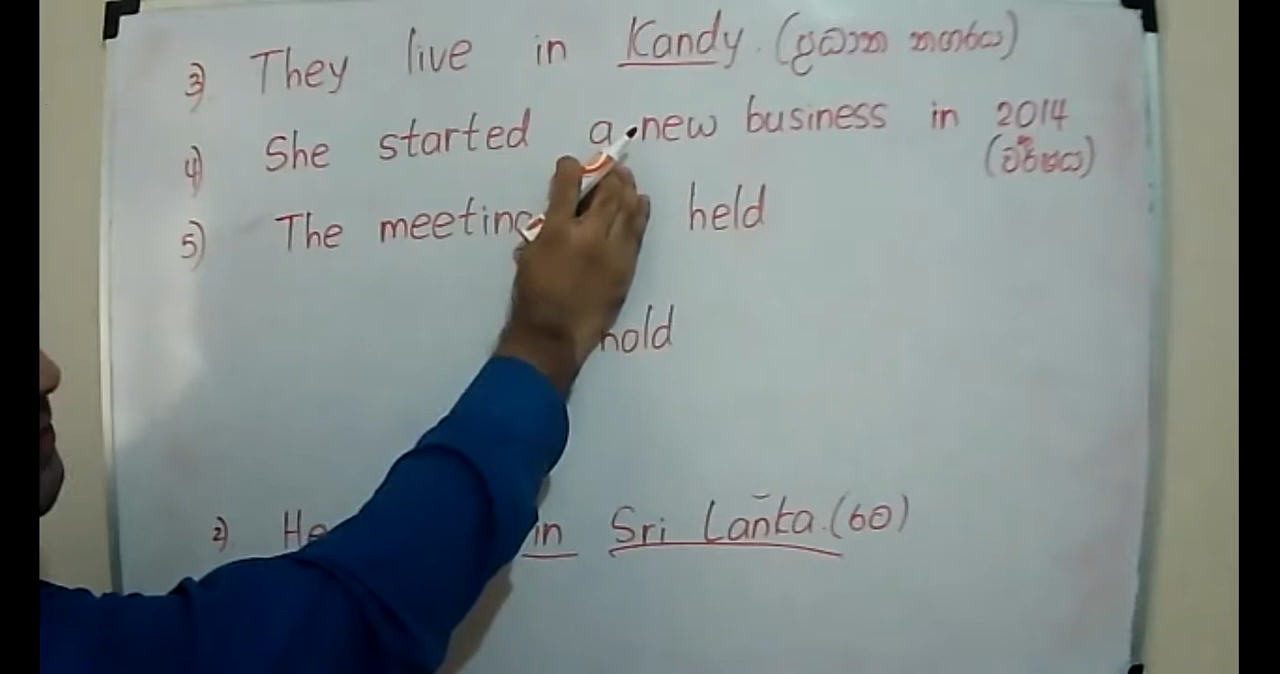 3) They live in Kandy. (ප්‍රධාන නගරය)
4) She started a new business in 2014
(වර්ෂය)
5) The meeting held
hold
2) He in Sri Lanka. (රට)